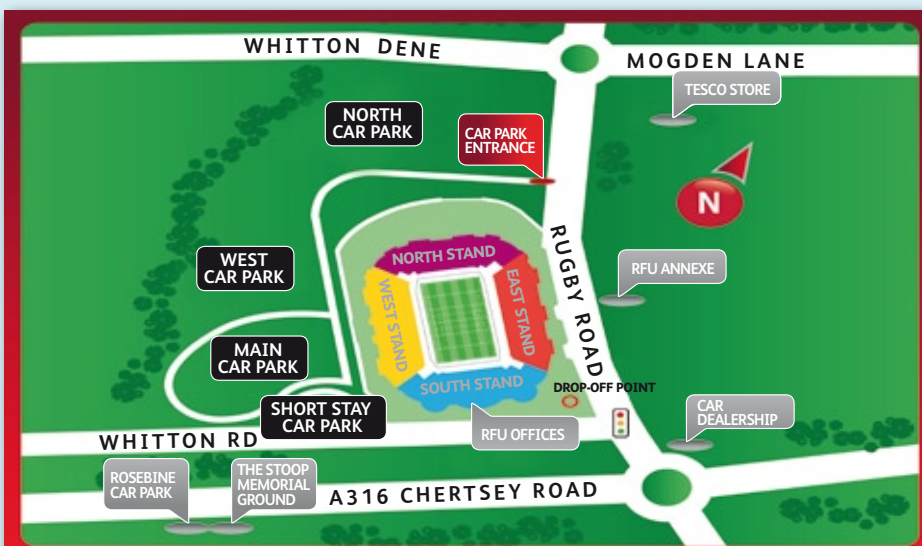 WHITTON DENE
MOGDEN LANE
TESCO STORE
NORTH
CAR PARK
CAR PARK
ENTRANCE
N
WEST
CAR PARK
NORTH STAND
WEST STAND
EAST STAND
SOUTH STAND
RUGBY ROAD
RFU ANNEXE
MAIN
CAR PARK
DROP-OFF POINT
SHORT STAY
CAR PARK
CAR
DEALERSHIP
WHITTON RD
RFU OFFICES
ROSEBINE
CAR PARK
THE STOOP
MEMORIAL
GROUND
A316 CHERTSEY ROAD